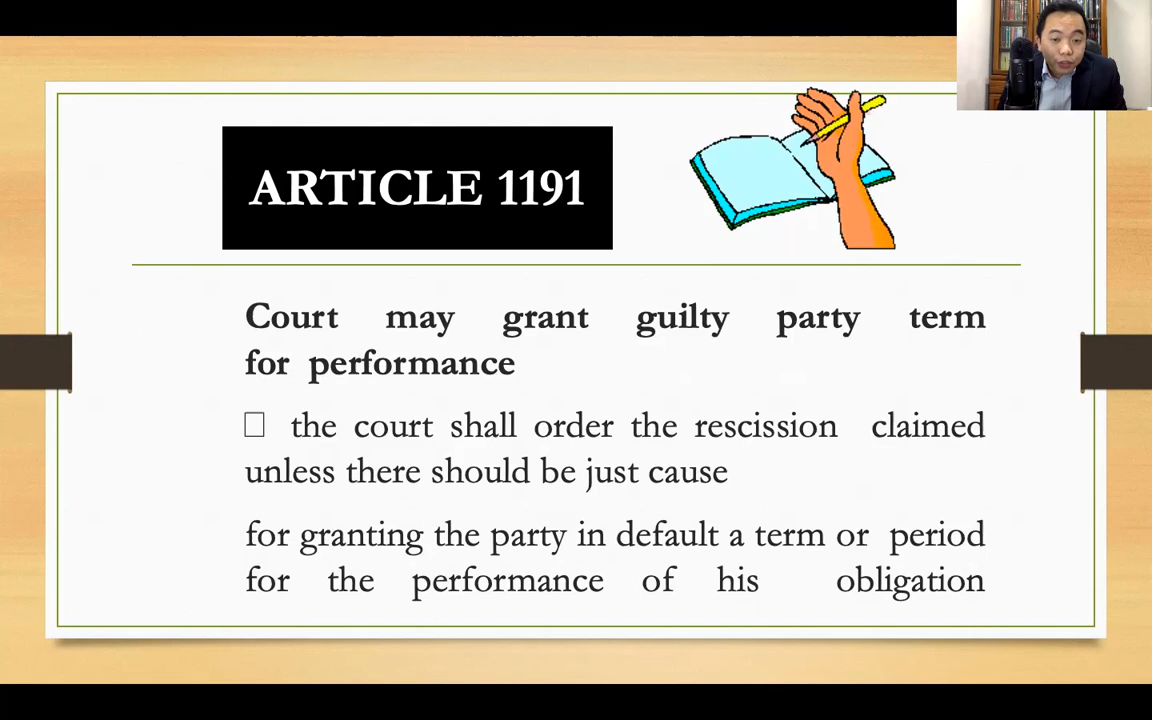 ARTICLE 1191
Court may grant guilty party term
for performance
☐ the court shall order the rescission claimed
unless there should be just cause
for granting the party in default a term or period
for the performance of his obligation